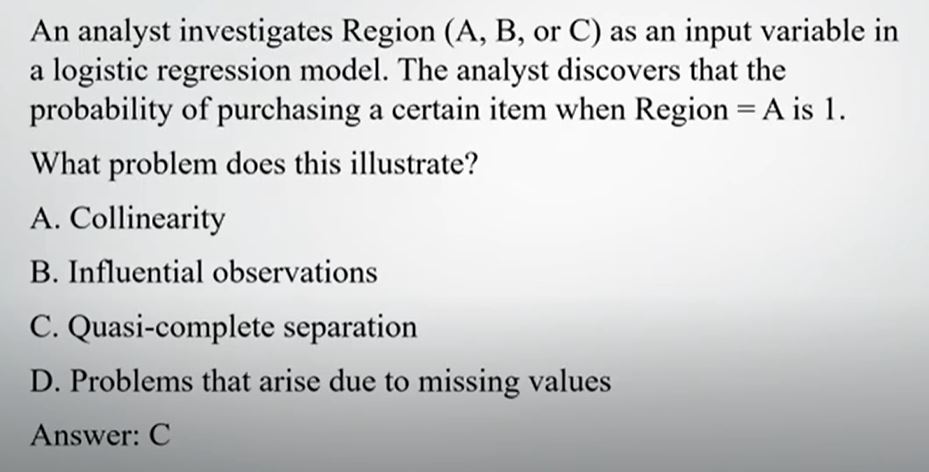 An analyst investigates Region (A, B, or C) as an input variable in
a logistic regression model. The analyst discovers that the
probability of purchasing a certain item when Region = A is 1.
What problem does this illustrate?
A. Collinearity
B. Influential observations
C. Quasi-complete separation
D. Problems that arise due to missing values
Answer: C